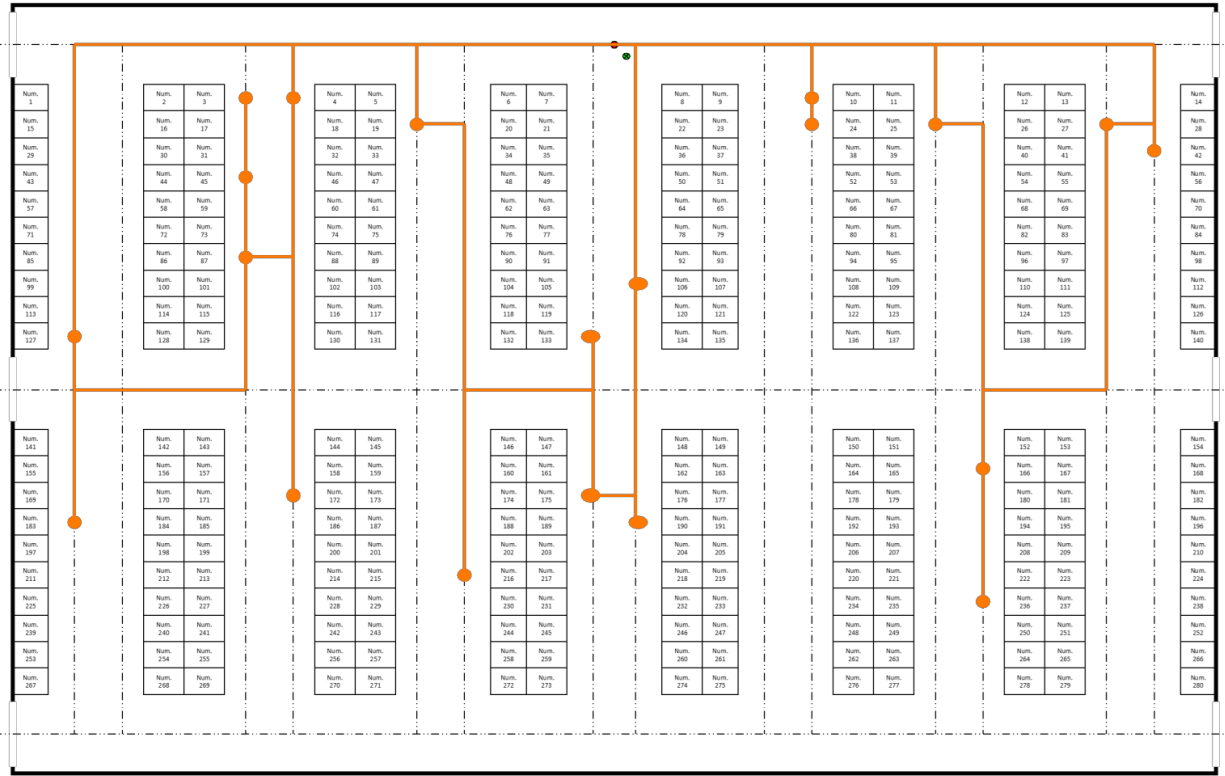 Num. Num. Num. Num. Num. Num. Num. Num. Num. Num. Num. Num. Num. Num.
1 2 3 4 5 6 7 8 9 10 11 12 13 14
Num. Num. Num. Num. Num. Num. Num. Num. Num. Num. Num. Num. Num. Num.
15 16 17 18 19 20 21 22 23 24 25 26 27 28
Num. Num. Num. Num. Num. Num. Num. Num. Num. Num. Num. Num. Num. Num.
29 30 31 32 33 34 35 36 37 38 39 40 41 42
Num. Num. Num. Num. Num. Num. Num. Num. Num. Num. Num. Num. Num. Num.
43 44 45 46 47 48 49 50 51 52 53 54 55 56
Num. Num. Num. Num. Num. Num. Num. Num. Num. Num. Num. Num. Num. Num.
57 58 59 60 61 62 63 64 65 66 67 68 69 70
Num. Num. Num. Num. Num. Num. Num. Num. Num. Num. Num. Num. Num. Num.
71 72 73 74 75 76 77 78 79 80 81 82 83 84
Num. Num. Num. Num. Num. Num. Num. Num. Num. Num. Num. Num. Num. Num.
85 86 87 88 89 90 91 92 93 94 95 96 97 98
Num. Num. Num. Num. Num. Num. Num. Num. Num. Num. Num. Num. Num. Num.
99 100 101 102 103 104 105 106 107 108 109 110 111 112
Num. Num. Num. Num. Num. Num. Num. Num. Num. Num. Num. Num. Num. Num.
113 114 115 116 117 118 119 120 121 122 123 124 125 126
Num. Num. Num. Num. Num. Num. Num. Num. Num. Num. Num. Num. Num. Num.
127 128 129 130 131 132 133 134 135 136 137 138 139 140
Num. Num. Num. Num. Num. Num. Num. Num. Num. Num. Num. Num. Num. Num.
141 142 143 144 145 146 147 148 149 150 151 152 153 154
Num. Num. Num. Num. Num. Num. Num. Num. Num. Num. Num. Num. Num. Num.
155 156 157 158 159 160 161 162 163 164 165 166 167 168
Num. Num. Num. Num. Num. Num. Num. Num. Num. Num. Num. Num. Num. Num.
169 170 171 172 173 174 175 176 177 178 179 180 181 182
Num. Num. Num. Num. Num. Num. Num. Num. Num. Num. Num. Num. Num. Num.
183 184 185 186 187 188 189 190 191 192 193 194 195 196
Num. Num. Num. Num. Num. Num. Num. Num. Num. Num. Num. Num. Num. Num.
197 198 199 200 201 202 203 204 205 206 207 208 209 210
Num. Num. Num. Num. Num. Num. Num. Num. Num. Num. Num. Num. Num. Num.
211 212 213 214 215 216 217 218 219 220 221 222 223 224
Num. Num. Num. Num. Num. Num. Num. Num. Num. Num. Num. Num. Num. Num.
225 226 227 228 229 230 231 232 233 234 235 236 237 238
Num. Num. Num. Num. Num. Num. Num. Num. Num. Num. Num. Num. Num. Num.
239 240 241 242 243 244 245 246 247 248 249 250 251 252
Num. Num. Num. Num. Num. Num. Num. Num. Num. Num. Num. Num. Num. Num.
253 254 255 256 257 258 259 260 261 262 263 264 265 266
Num. Num. Num. Num. Num. Num. Num. Num. Num. Num. Num. Num. Num. Num.
267 268 269 270 271 272 273 274 275 276 277 278 279 280